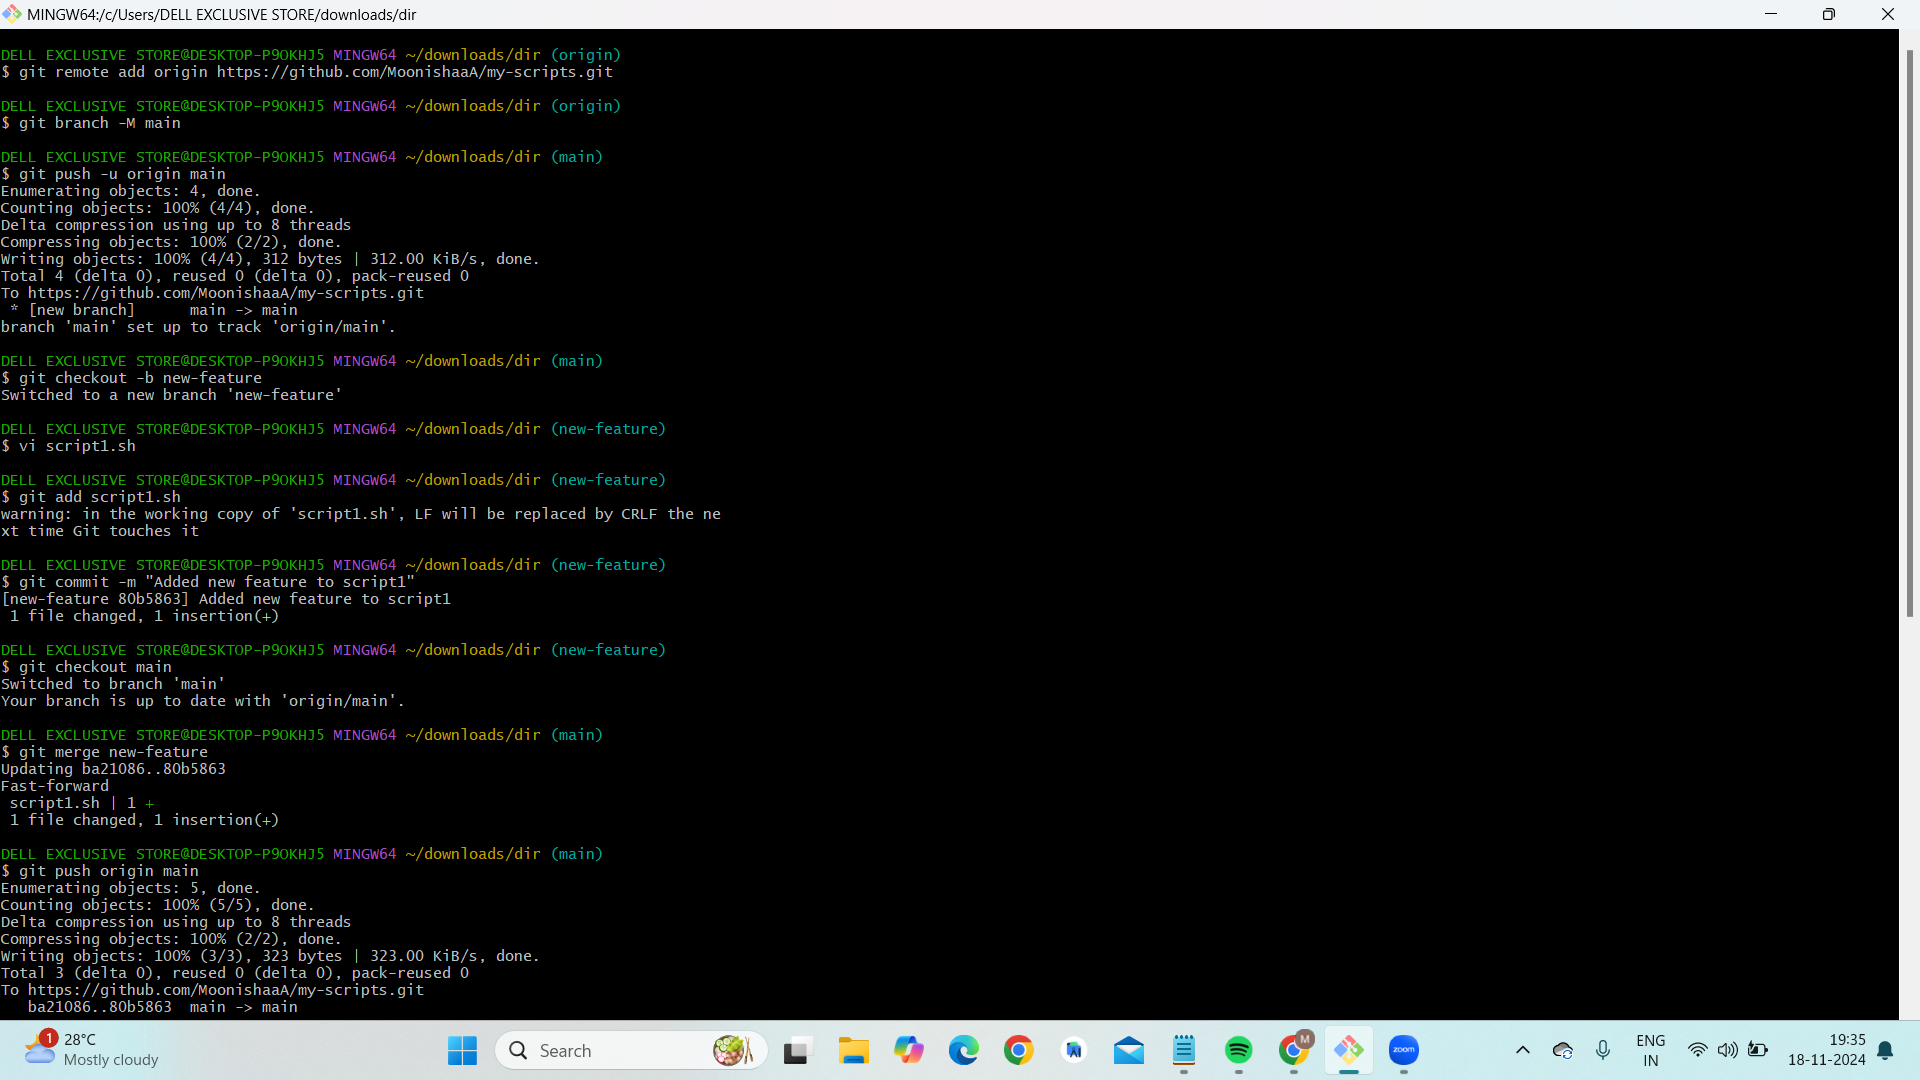 MINGW64:/c/Users/DELL EXCLUSIVE STORE/downloads/dir
DELL EXCLUSIVE STORE@DESKTOP-P9OKHJ5 MINGW64 ~/downloads/dir (origin)
$ git remote add origin https://github.com/MoonishaaA/my-scripts.git
DELL EXCLUSIVE STORE@DESKTOP-P9OKHJ5 MINGW64 ~/downloads/dir (origin)
$ git branch -M main
DELL EXCLUSIVE STORE@DESKTOP-P9OKHJ5 MINGW64 ~/downloads/dir (main)
$ git push -u origin main
Enumerating objects: 4, done.
Counting objects: 100% (4/4), done.
Delta compression using up to 8 threads
Compressing objects: 100% (2/2), done.
Writing objects: 100% (4/4), 312 bytes | 312.00 KiB/s, done.
Total 4 (delta 0), reused 0 (delta 0), pack-reused 0
To https://github.com/MoonishaaA/my-scripts.git
 * [new branch]      main -> main
branch 'main' set up to track 'origin/main'.
DELL EXCLUSIVE STORE@DESKTOP-P9OKHJ5 MINGW64 ~/downloads/dir (main)
$ git checkout -b new-feature
Switched to a new branch 'new-feature'
DELL EXCLUSIVE STORE@DESKTOP-P9OKHJ5 MINGW64 ~/downloads/dir (new-feature)
$ vi script1.sh
DELL EXCLUSIVE STORE@DESKTOP-P9OKHJ5 MINGW64 ~/downloads/dir (new-feature)
$ git add script1.sh
warning: in the working copy of 'script1.sh', LF will be replaced by CRLF the ne
xt time Git touches it
DELL EXCLUSIVE STORE@DESKTOP-P9OKHJ5 MINGW64 ~/downloads/dir (new-feature)
$ git commit -m "Added new feature to script1"
[new-feature 80b5863] Added new feature to script1
 1 file changed, 1 insertion(+)
DELL EXCLUSIVE STORE@DESKTOP-P9OKHJ5 MINGW64 ~/downloads/dir (new-feature)
$ git checkout main
Switched to branch 'main'
Your branch is up to date with 'origin/main'.
DELL EXCLUSIVE STORE@DESKTOP-P9OKHJ5 MINGW64 ~/downloads/dir (main)
$ git merge new-feature
Updating ba21086..80b5863
Fast-forward
 script1.sh | 1 +
 1 file changed, 1 insertion(+)
DELL EXCLUSIVE STORE@DESKTOP-P9OKHJ5 MINGW64 ~/downloads/dir (main)
$ git push origin main
Enumerating objects: 5, done.
Counting objects: 100% (5/5), done.
Delta compression using up to 8 threads
Compressing objects: 100% (2/2), done.
Writing objects: 100% (3/3), 323 bytes | 323.00 KiB/s, done.
Total 3 (delta 0), reused 0 (delta 0), pack-reused 0
To https://github.com/MoonishaaA/my-scripts.git
   ba21086..80b5863  main -> main
1
28°C
Mostly cloudy
Search
AI
M
zoom
ENG
IN
19:35
18-11-2024